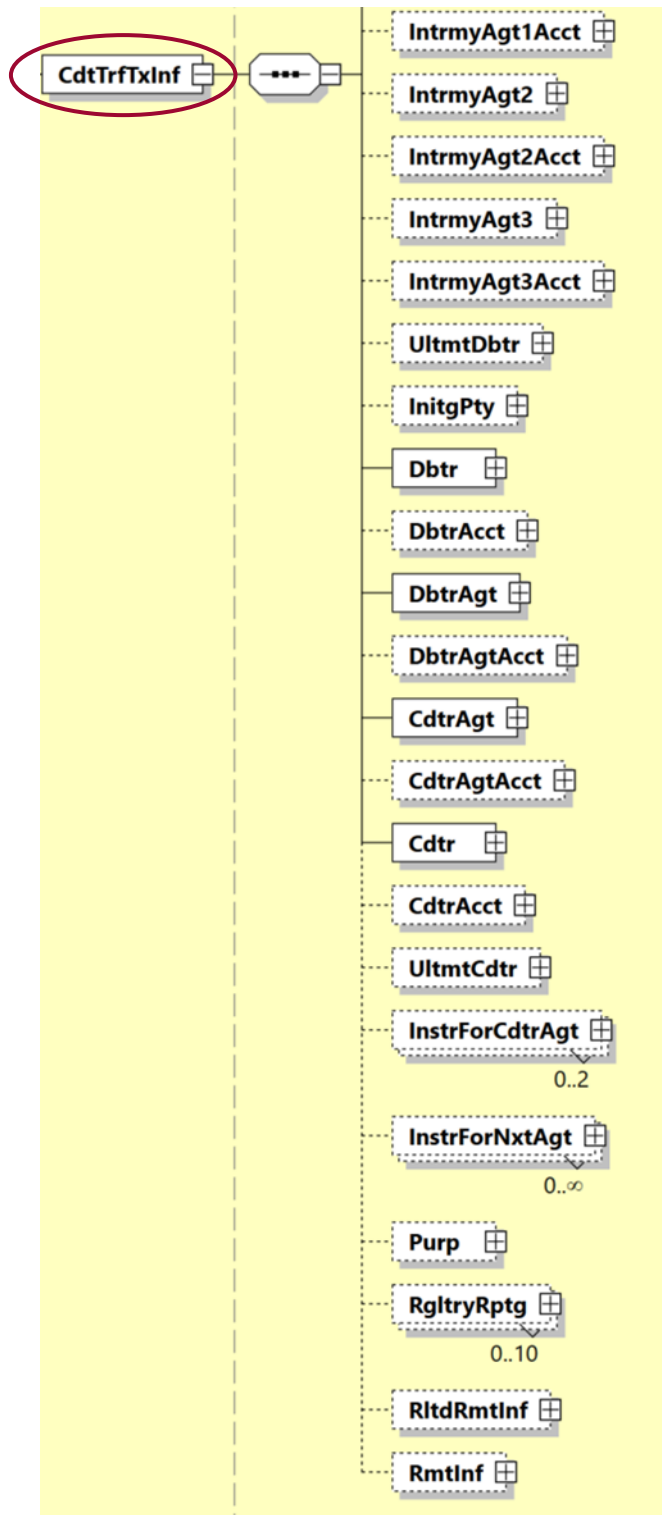 IntrmyAgt1Acct
CdtTrfTxInf
IntrmyAgt2
IntrmyAgt2Acct
IntrmyAgt3
IntrmyAgt3Acct
UltmtDbtr
InitgPty
Dbtr
DbtrAcct
DbtrAgt
DbtrAgtAcct
CdtrAgt
CdtrAgtAcct
Cdtr
CdtrAcct
UltmtCdtr
InstrForCdtrAgt
0..2
InstrForNxtAgt
0..∞
Purp
RgltryRptg
0..10
RltdRmtInf
RmtInf